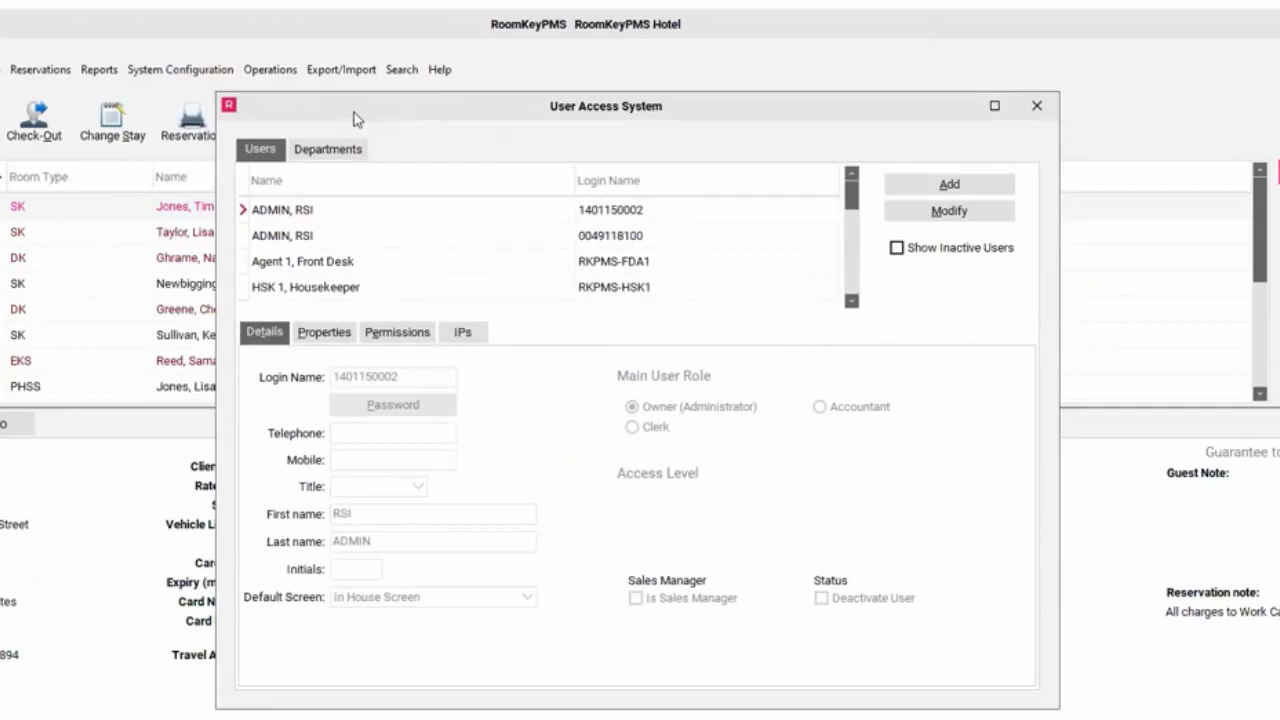 RoomKeyPMS RoomKeyPMS Hotel
Reservations Reports System Configuration Operations Export/Import Search Help
Check-Out Change Stay Reservatio
R User Access System
Users Departments
Room Type Name
SK Jones, Tim
SK Taylor, Lisa
DK Ghrame, Na
SK Newbigging
DK Greene, Che
SK Sullivan, Ke
EKS Reed, Sama
PHSS Jones, Lisa
Name Login Name
ADMIN, RSI 1401150002
ADMIN, RSI 0049118100
Agent 1, Front Desk RKPMS-FDA1
HSK 1, Housekeeper RKPMS-HSK1
Add
Modify
Show Inactive Users
Details Properties Permissions IPs
Login Name: 1401150002
Password
Telephone:
Mobile:
Title:
First name: RSI
Last name: ADMIN
Initials:
Default Screen: In House Screen
Main User Role
Owner (Administrator) Accountant
Clerk
Access Level
Sales Manager Status
Is Sales Manager Deactivate User
o
Clien
Rate
S
Street Vehicle Li
Car
Expiry (m
tes Card N
Card
894 Travel A
Guarantee to
Guest Note:
Reservation note:
All charges to Work Ca